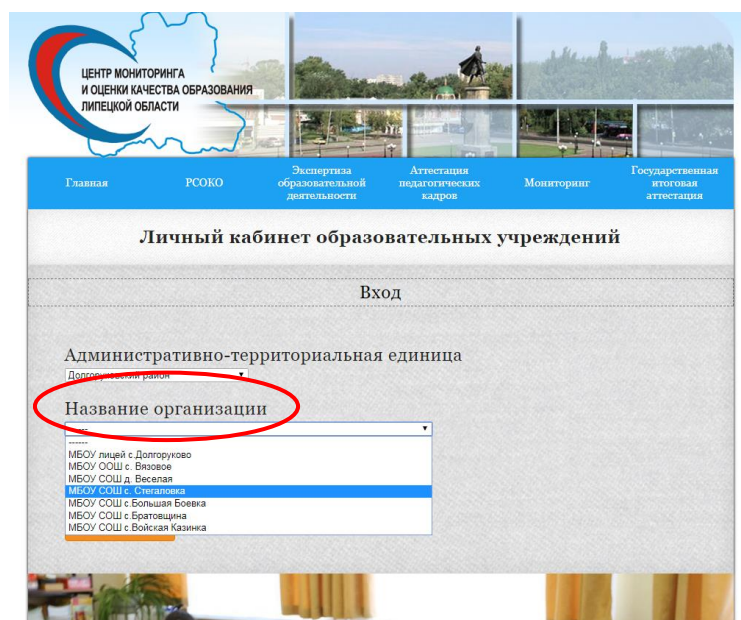 ЦЕНТР МОНИТОРИНГА
И ОЦЕНКИ КАЧЕСТВА ОБРАЗОВАНИЯ
ЛИПЕЦКОЙ ОБЛАСТИ
Главная
РСОКО
Экспертиза
образовательной
деятельности
Аттестация
педагогических
кадров
Мониторинг
Государственная
итоговая
аттестация
Личный кабинет образовательных учреждений
Вход
Административно-территориальная единица
Долгоруковский район
Название организации
------
------
МБОУ лицей с.Долгоруково
МБОУ ООШ с. Вязовое
МБОУ СОШ д. Веселая
МБОУ СОШ с. Стегаловка
МБОУ СОШ с.Большая Боевка
МБОУ СОШ с.Братовщина
МБОУ СОШ с.Войская Казинка